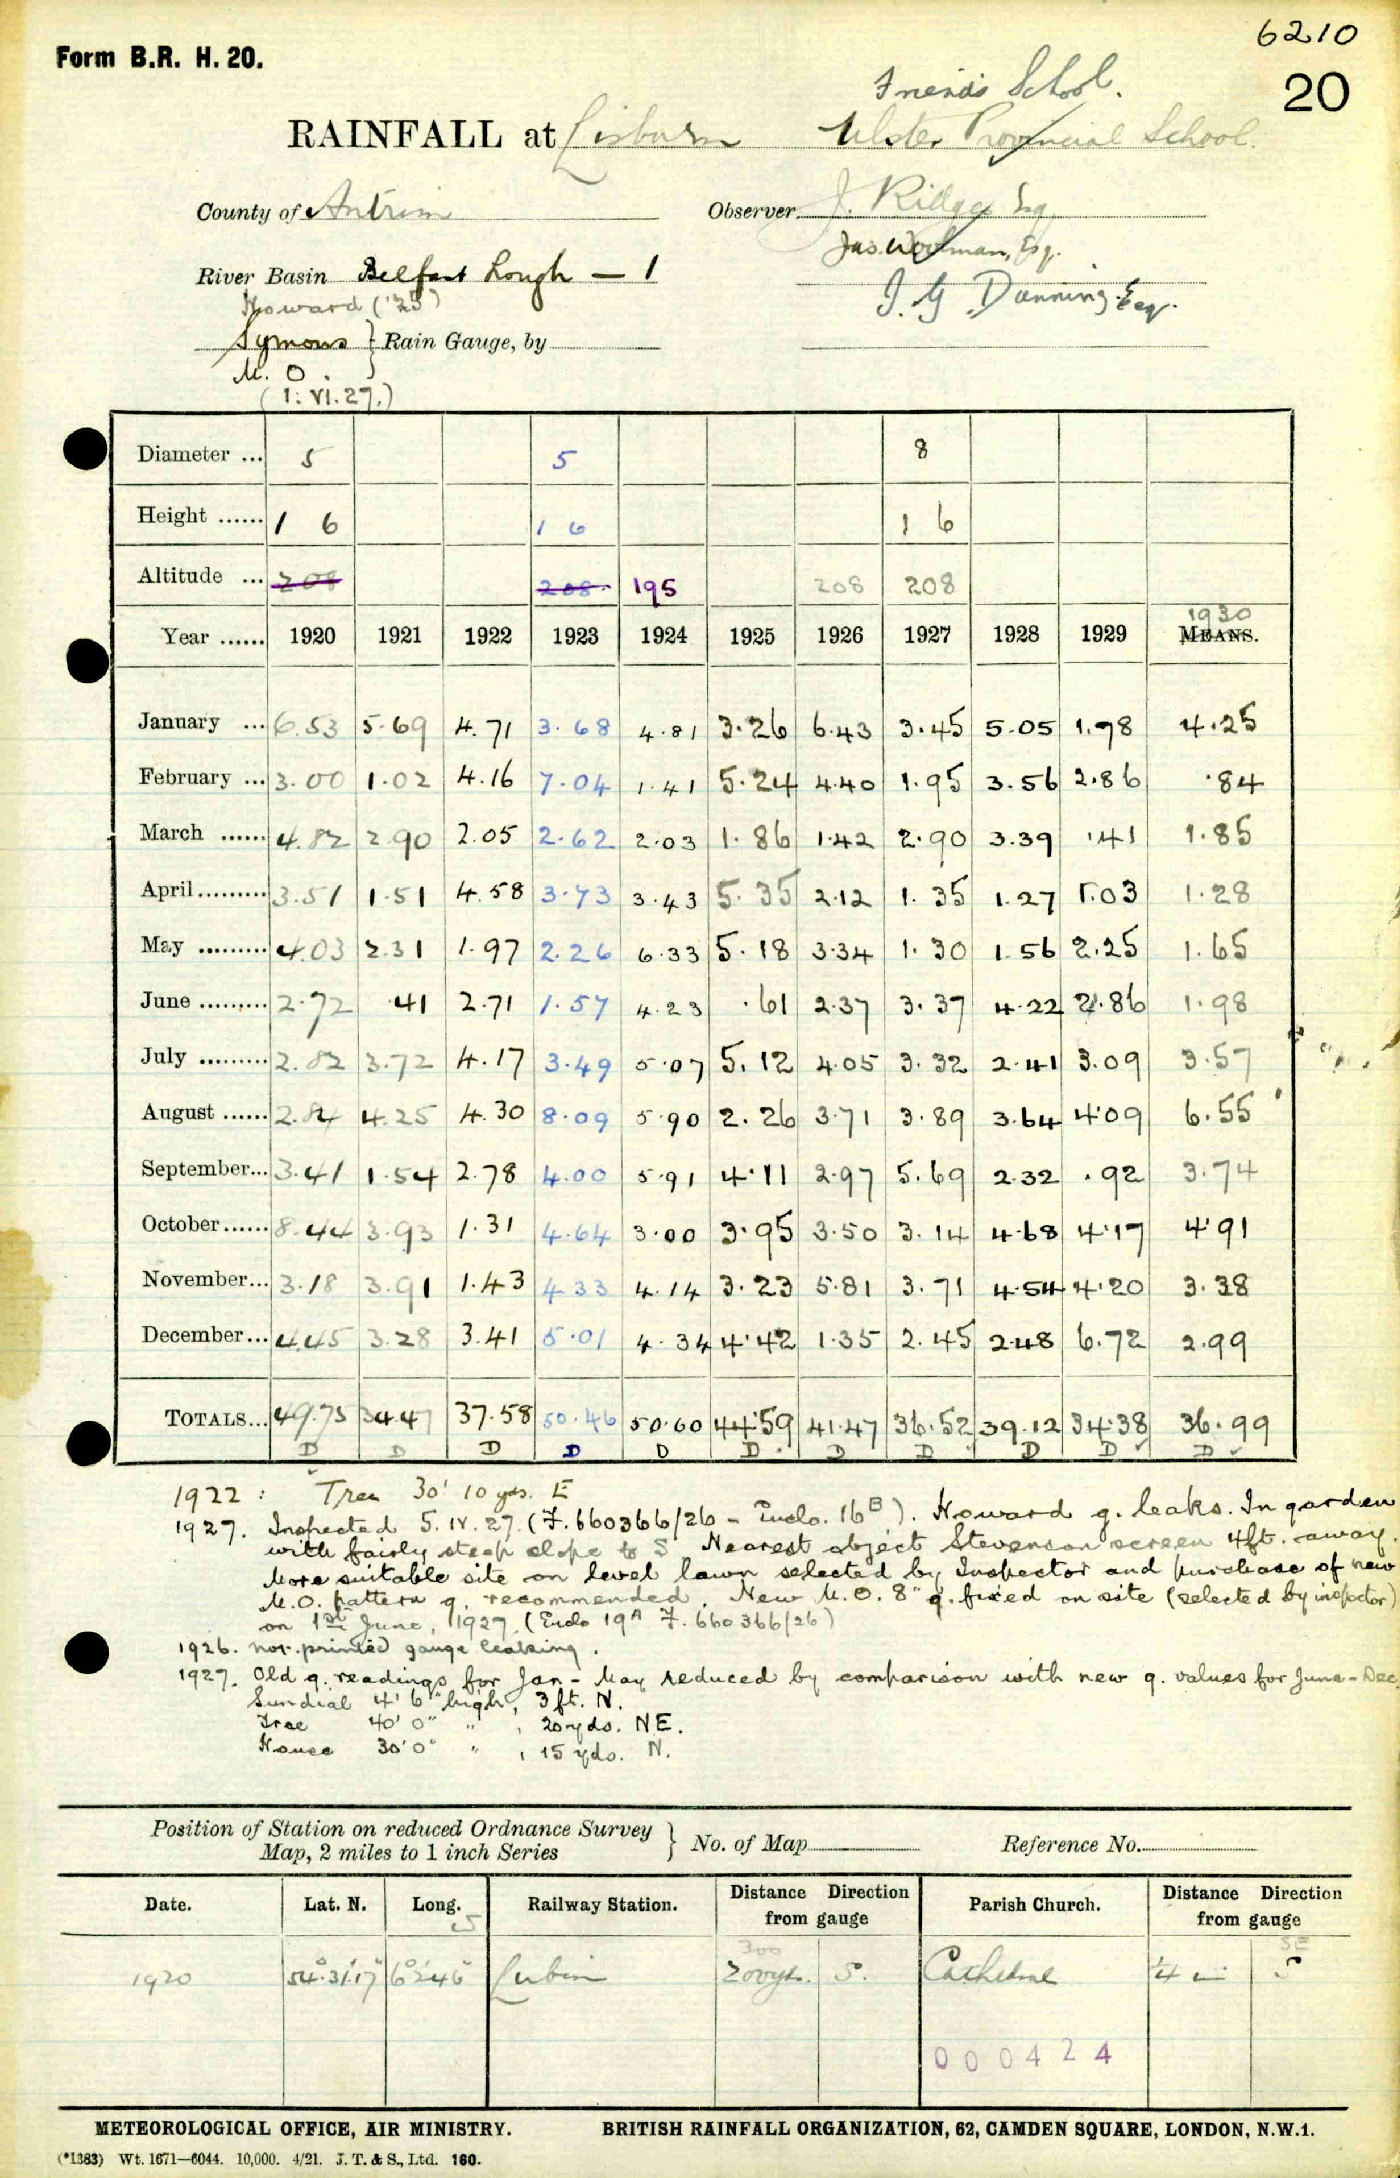 6210
Form B.R. H. 20.
20
Friends School.
RAINFALL at Lisburn Ulster Provincial School.
County of Antrim Observer J. Ridges Esq
Jas. Woolman, Esq.
River Basin Belfast Lough — 1
Howard ('25) J. G. Dunning Esq.
Symons } Rain Gauge, by
M. O.
(1. VI. 27.)
Diameter ... 5 5 8
Height ...... 1 6 1 6 1 6
Altitude ... 208 208 195 208 208
1930
Year ...... 1920 1921 1922 1923 1924 1925 1926 1927 1928 1929 MEANS.
January ... 6.53 5.69 4.71 3.68 4.81 3.26 6.43 3.45 5.05 1.78 4.25
February ... 3.00 1.02 4.16 7.04 1.41 5.24 4.40 1.95 3.56 2.86 .84
March ...... 4.82 2.90 2.05 2.62 2.03 1.86 1.42 2.90 3.39 .41 1.85
April ......... 3.51 1.51 4.58 3.73 3.43 5.35 2.12 1.35 1.27 1.03 1.28
May ......... 4.03 2.31 1.97 2.26 6.33 5.18 3.34 1.30 1.56 2.25 1.65
June ......... 2.72 .41 2.71 1.57 4.23 .61 2.37 3.37 4.22 2.86 1.98
July ......... 2.82 3.72 4.17 3.49 5.07 5.12 4.05 3.32 2.41 3.09 3.57
August ...... 2.84 4.25 4.30 8.09 5.90 2.26 3.71 3.89 3.64 4.09 6.55
September... 3.41 1.54 2.78 4.00 5.91 4.11 2.97 5.69 2.32 .92 3.74
October...... 8.44 3.93 1.31 4.64 3.00 3.95 3.50 3.14 4.68 4.17 4.91
November... 3.18 3.91 1.43 4.33 4.14 3.23 5.81 3.71 4.54 4.20 3.38
December... 4.45 3.28 3.41 5.01 4.34 4.42 1.35 2.45 2.48 6.72 2.99
TOTALS... 49.75 34.47 37.58 50.46 50.60 44.59 41.47 36.52 39.12 34.38 36.99
D D D D D D D D D D D
1922 : Tree 30' 10 yds. E
1927. Inspected 5. IV. 27. (F.660366/26 - Enclo. 16B). Howard g. leaks. In garden
with fairly steep slope to S Nearest object Stevenson screen 4ft. away.
More suitable site on level lawn selected by Inspector and purchase of new
M.O. pattern g. recommended. New M.O. 8" g. fixed on site (selected by inspector)
on 1st June, 1927. (Enclo 19A F. 660366/26)
1926. not printed gauge leaking.
1927. Old g. readings for Jan - May reduced by comparison with new g. values for June - Dec.
Sundial 4' 6" high, 3 ft. N.
Tree 40' 0" " , 20 yds. NE.
House 30' 0" " , 15 yds. N.
Position of Station on reduced Ordnance Survey
Map, 2 miles to 1 inch Series } No. of Map Reference No.
Date. Lat. N. Long. Railway Station. Distance Direction from gauge Parish Church. Distance Direction from gauge
5 300 SE
1920 54° 31' 17" 6° 2' 46" Lisburn 200 yds. S. Cathedral 1/4 m S
000424
METEOROLOGICAL OFFICE, AIR MINISTRY. BRITISH RAINFALL ORGANIZATION, 62, CAMDEN SQUARE, LONDON, N.W.1.
(*1383) Wt. 1671—6044. 10,000. 4/21. J. T. & S., Ltd. 160.